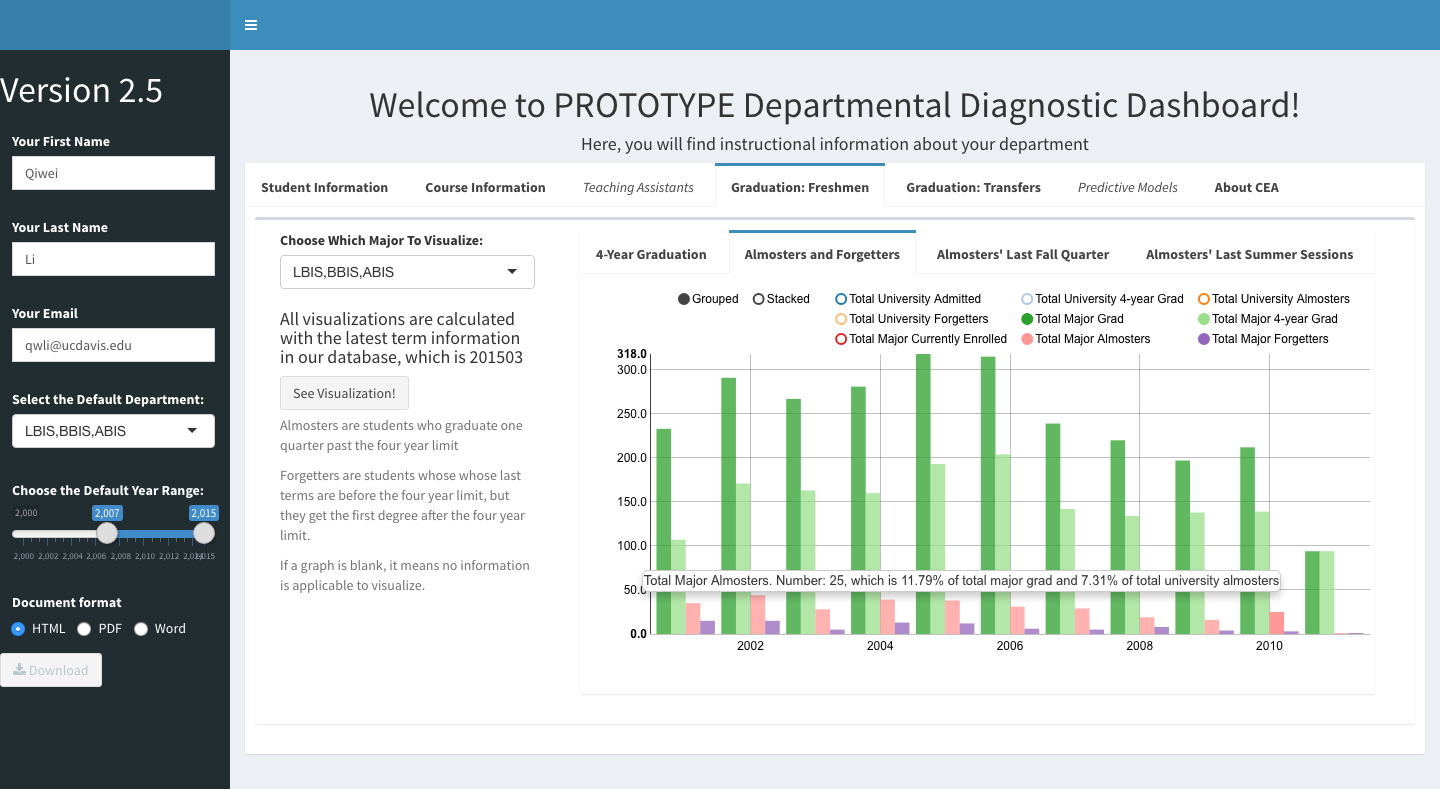 Version 2.5
Your First Name
Qiwei
Your Last Name
Li
Your Email
qwli@ucdavis.edu
Select the Default Department:
LBIS,BBIS,ABIS
Choose the Default Year Range:
2,000 2,007 2,015
2,000 2,002 2,004 2,006 2,008 2,010 2,012 2,015
Document format
HTML PDF Word
Download
Welcome to PROTOTYPE Departmental Diagnostic Dashboard!
Here, you will find instructional information about your department
Student Information Course Information Teaching Assistants Graduation: Freshmen Graduation: Transfers Predictive Models About CEA
Choose Which Major To Visualize:
LBIS,BBIS,ABIS
All visualizations are calculated
with the latest term information
in our database, which is 201503
See Visualization!
Almosters are students who graduate one
quarter past the four year limit
Forgetters are students whose whose last
terms are before the four year limit, but
they get the first degree after the four year
limit.
If a graph is blank, it means no information
is applicable to visualize.
4-Year Graduation Almosters and Forgetters Almosters' Last Fall Quarter Almosters' Last Summer Sessions
Grouped Stacked Total University Admitted Total University 4-year Grad Total University Almosters
Total University Forgetters Total Major Grad Total Major 4-year Grad
Total Major Currently Enrolled Total Major Almosters Total Major Forgetters
318.0
300.0
250.0
200.0
150.0
100.0
Total Major Almosters. Number: 25, which is 11.79% of total major grad and 7.31% of total university almosters
50.0
0.0
2002 2004 2006 2008 2010